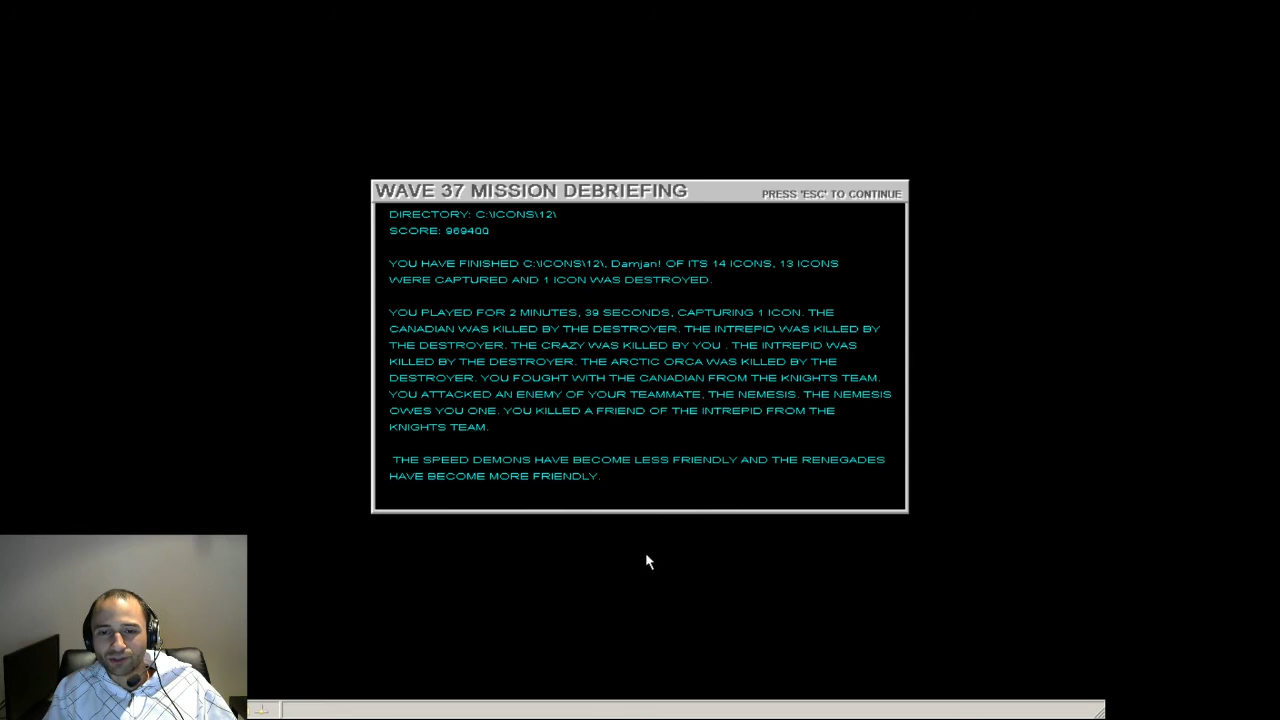 WAVE 37 MISSION DEBRIEFING
PRESS 'ESC' TO CONTINUE
DIRECTORY: C:\ICONS\12\
SCORE: 969400
YOU HAVE FINISHED C:\ICONS\12\, Damjan! OF ITS 14 ICONS, 13 ICONS
WERE CAPTURED AND 1 ICON WAS DESTROYED.
YOU PLAYED FOR 2 MINUTES, 39 SECONDS, CAPTURING 1 ICON. THE
CANADIAN WAS KILLED BY THE DESTROYER. THE INTREPID WAS KILLED BY
THE DESTROYER. THE CRAZY WAS KILLED BY YOU . THE INTREPID WAS
KILLED BY THE DESTROYER. THE ARCTIC ORCA WAS KILLED BY THE
DESTROYER. YOU FOUGHT WITH THE CANADIAN FROM THE KNIGHTS TEAM.
YOU ATTACKED AN ENEMY OF YOUR TEAMMATE, THE NEMESIS. THE NEMESIS
OWES YOU ONE. YOU KILLED A FRIEND OF THE INTREPID FROM THE
KNIGHTS TEAM.
THE SPEED DEMONS HAVE BECOME LESS FRIENDLY AND THE RENEGADES
HAVE BECOME MORE FRIENDLY.